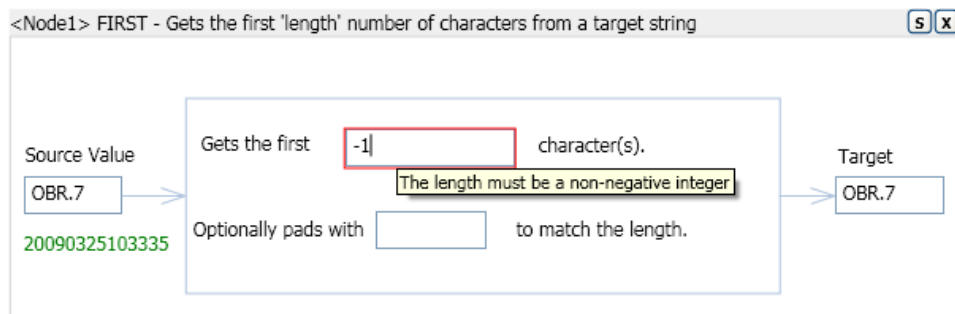 <Node1> FIRST - Gets the first 'length' number of characters from a target string
S X
Gets the first -1 character(s).
Source Value
Target
The length must be a non-negative integer
OBR.7
OBR.7
Optionally pads with to match the length.
20090325103335